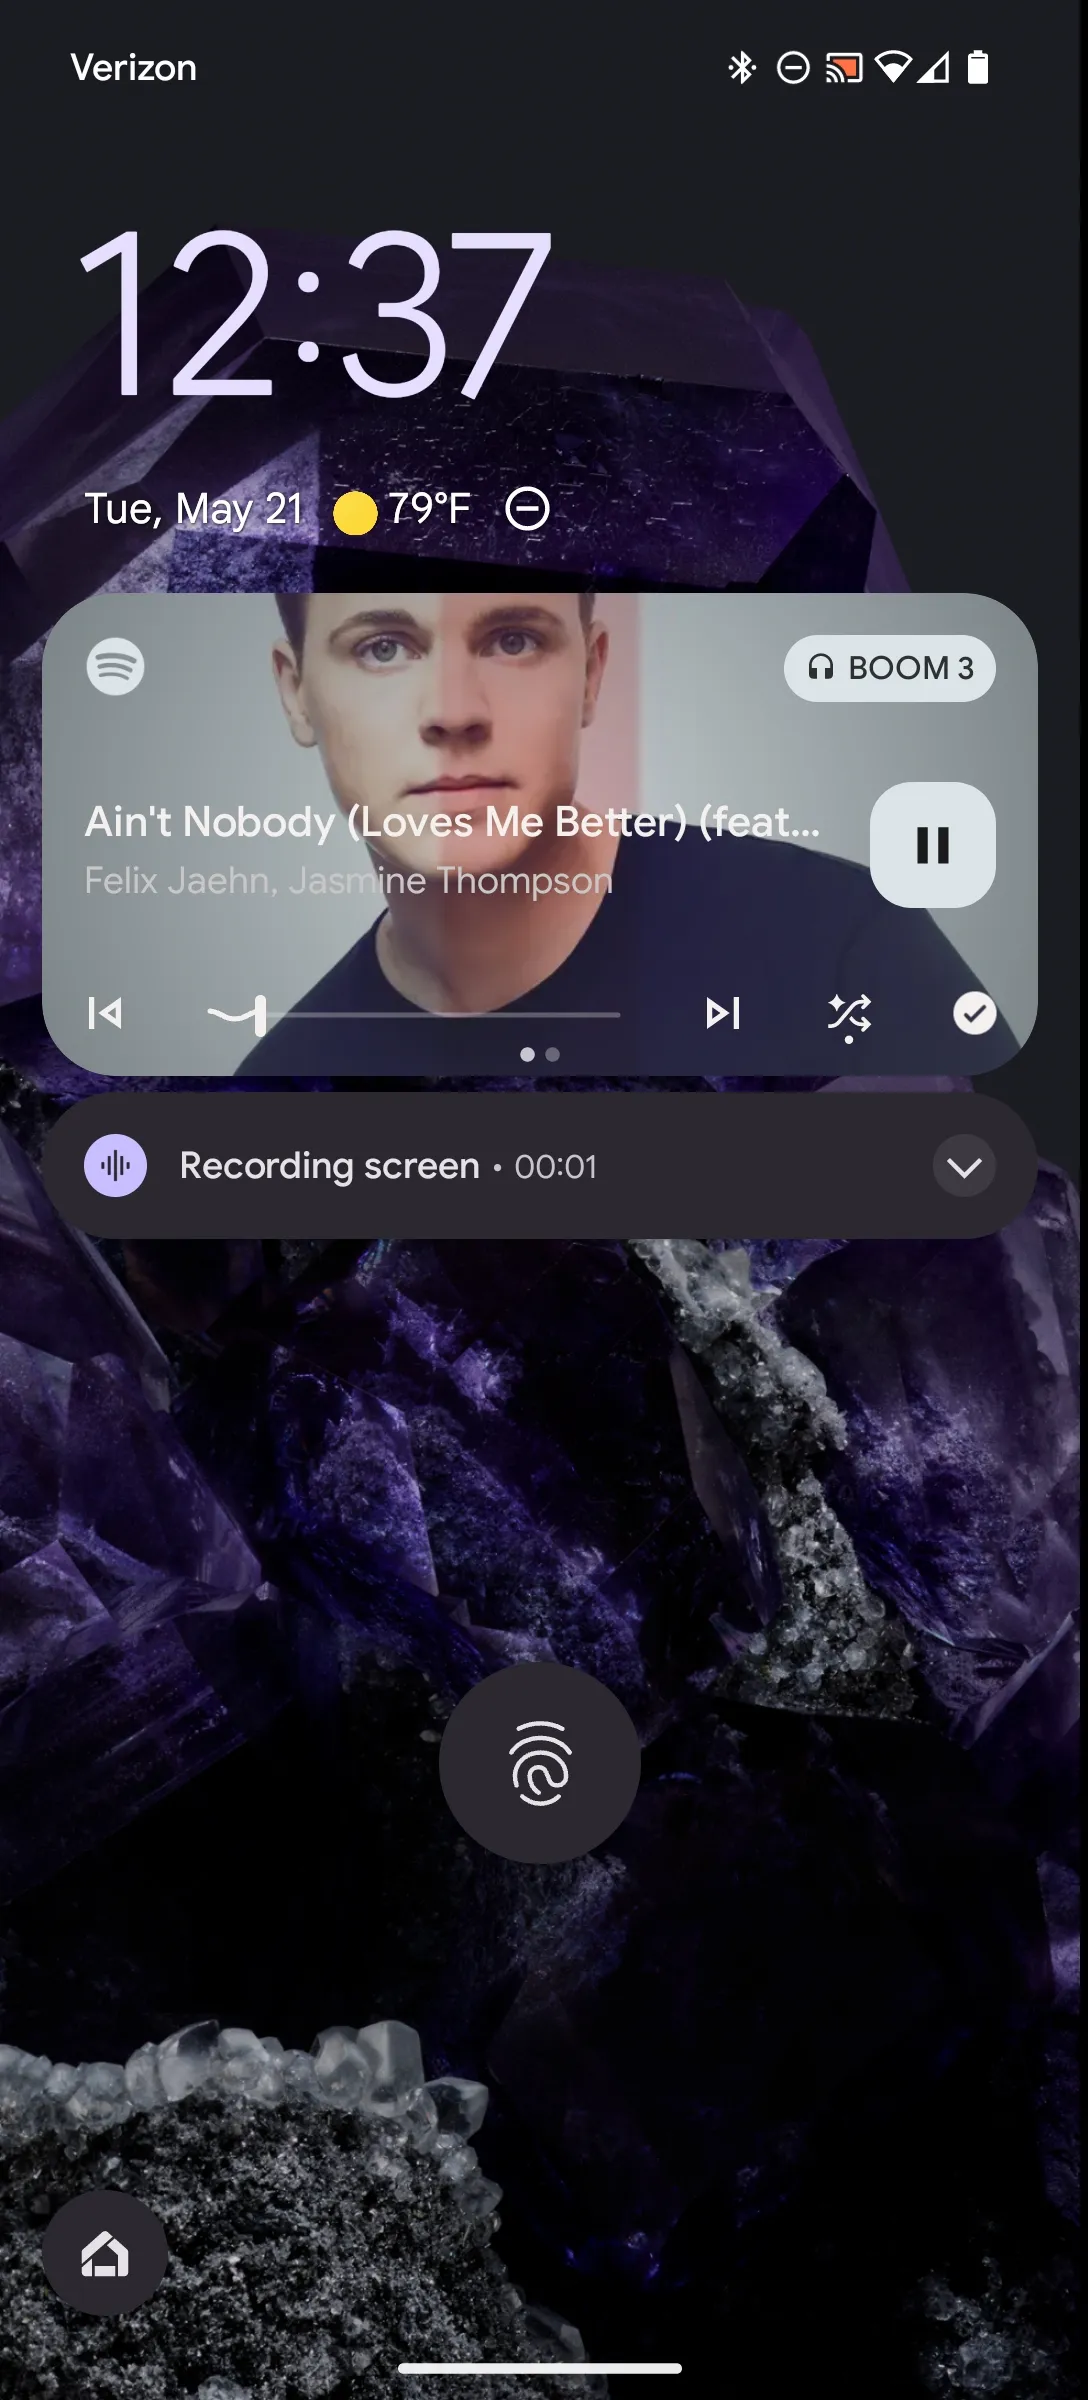 Verizon
12:37
Tue, May 21 79°F
BOOM 3
Ain't Nobody (Loves Me Better) (feat...
Felix Jaehn, Jasmine Thompson
Recording screen • 00:01